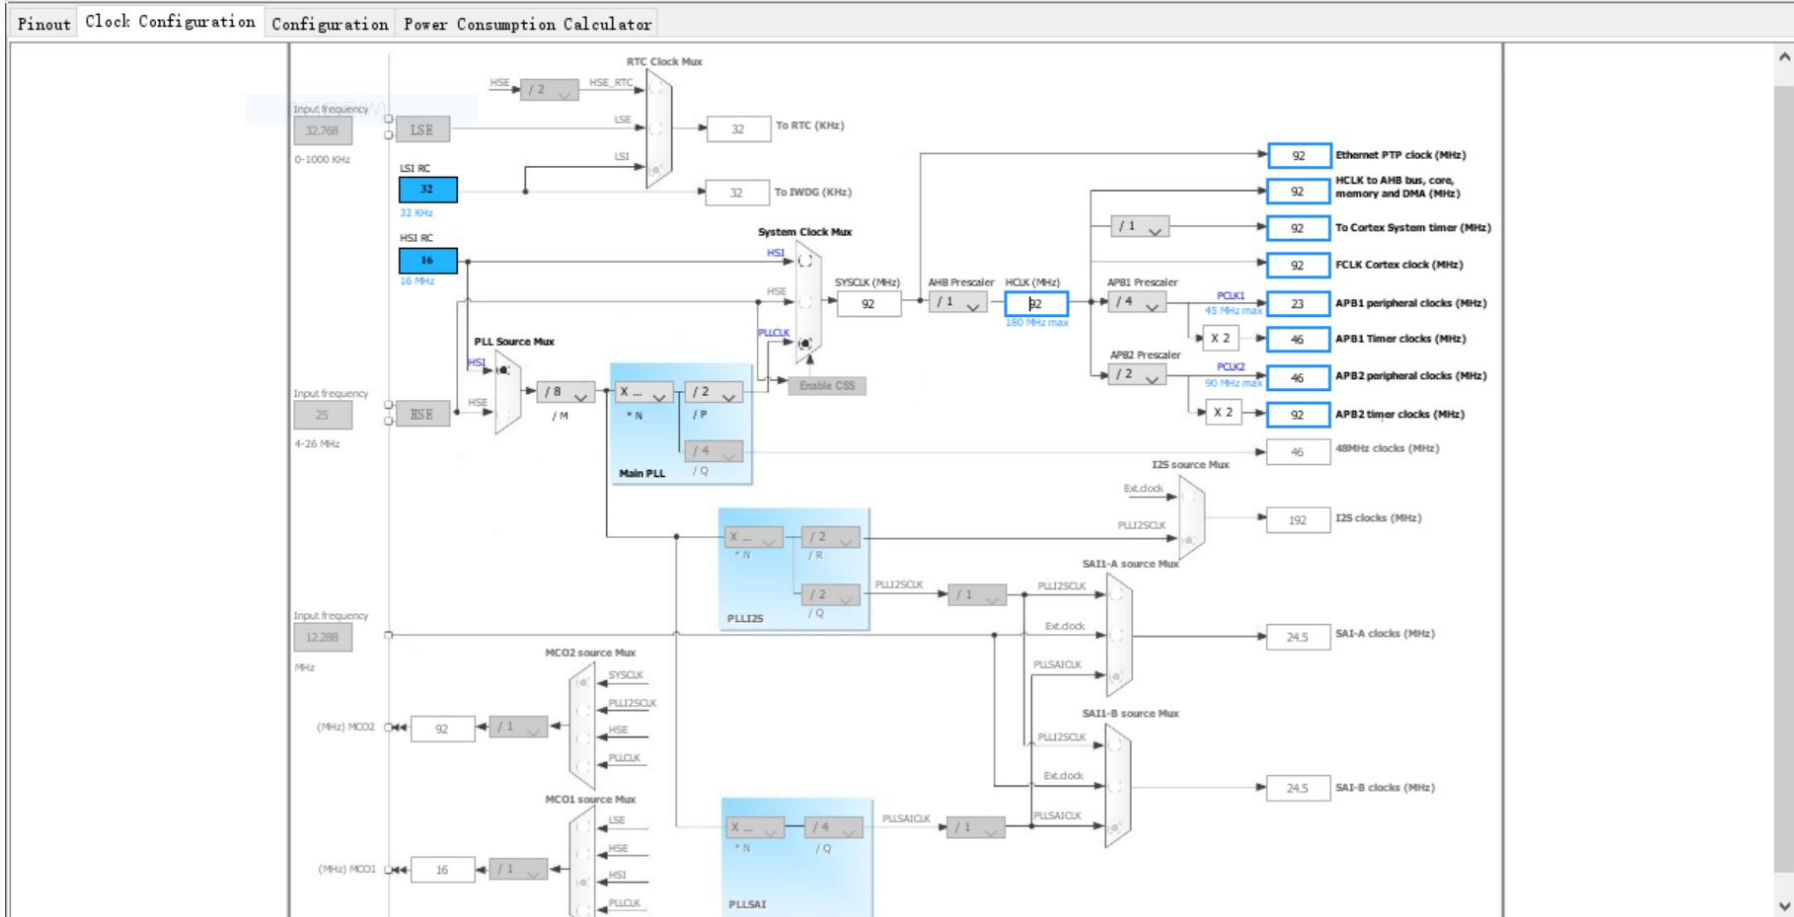 Pinout Clock Configuration Configuration Power Consumption Calculator
RTC Clock Mux
HSE / 2 HSE_RTC
Input frequency
32.768 LSE LSE 32 To RTC (KHz)
0-1000 KHz
LSI
LSI RC
32 32 To IWDG (KHz)
32 KHz
92 Ethernet PTP clock (MHz)
92 HCLK to AHB bus, core,
memory and DMA (MHz)
/ 1 92 To Cortex System timer (MHz)
System Clock Mux
HSI RC
16 HSI
16 MHz
92 FCLK Cortex clock (MHz)
HSE SYSCLK (MHz) AHB Prescaler HCLK (MHz) APB1 Prescaler
92 / 1 92 / 4 PCLK1 23 APB1 peripheral clocks (MHz)
180 MHz max 45 MHz max
PLLCLK
X 2 46 APB1 Timer clocks (MHz)
PLL Source Mux
HSI
APB2 Prescaler
/ 2 PCLK2 46 APB2 peripheral clocks (MHz)
90 MHz max
Enable CSS
/ 8 X ... / 2
/ M * N / P
Input frequency
25 HSE HSE
4-26 MHz
X 2 92 APB2 timer clocks (MHz)
/ 4 46 48MHz clocks (MHz)
/ Q
Main PLL
I2S source Mux
Ext.clock
PLLI2SCLK 192 I2S clocks (MHz)
X ... / 2
* N / R
SAI1-A source Mux
/ 2 PLLI2SCLK / 1 PLLI2SCLK
/ Q
PLLI2S
Input frequency
12.288 Ext.clock 24.5 SAI-A clocks (MHz)
MHz
PLLSAICLK
MCO2 source Mux
SYSCLK
PLLI2SCLK
(MHz) MCO2 92 / 1 HSE
PLLCLK
SAI1-B source Mux
PLLI2SCLK
Ext.clock 24.5 SAI-B clocks (MHz)
PLLSAICLK
MCO1 source Mux
LSE
HSE
(MHz) MCO1 16 / 1 HSI
PLLCLK
X ... / 4 PLLSAICLK / 1
* N / Q
PLLSAI